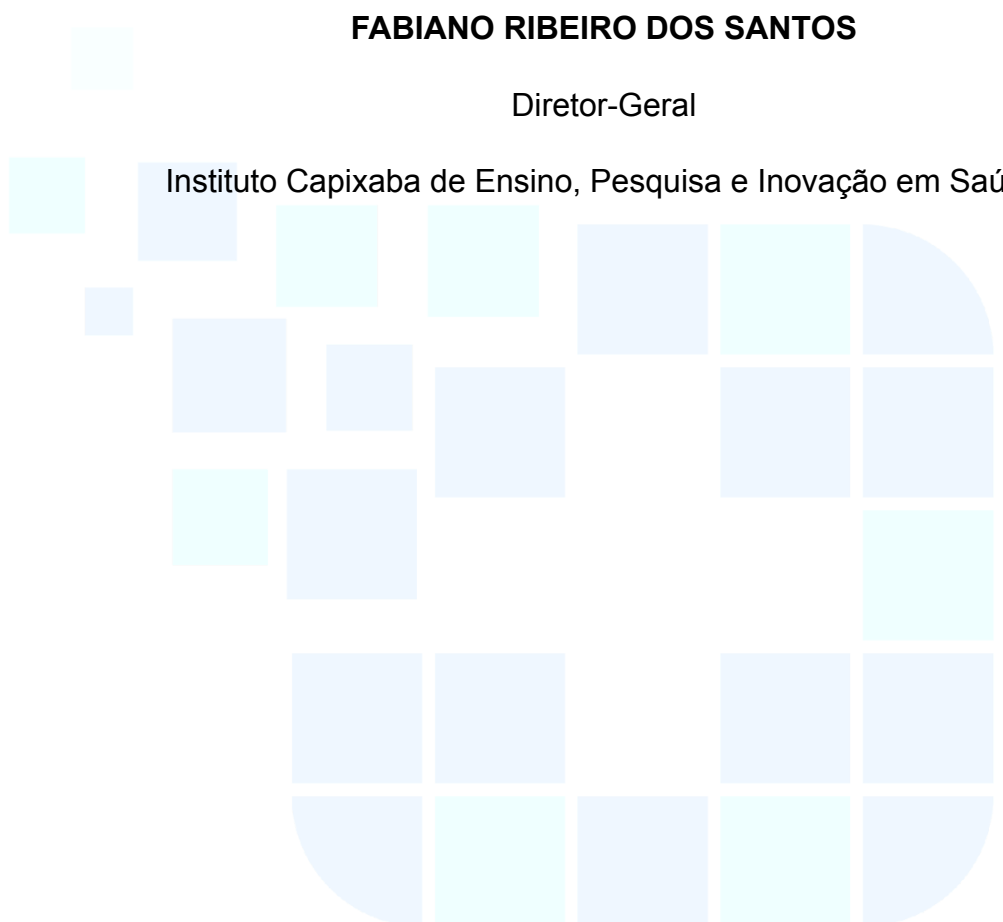 FABIANO RIBEIRO DOS SANTOS
Diretor-Geral
Instituto Capixaba de Ensino, Pesquisa e Inovação em